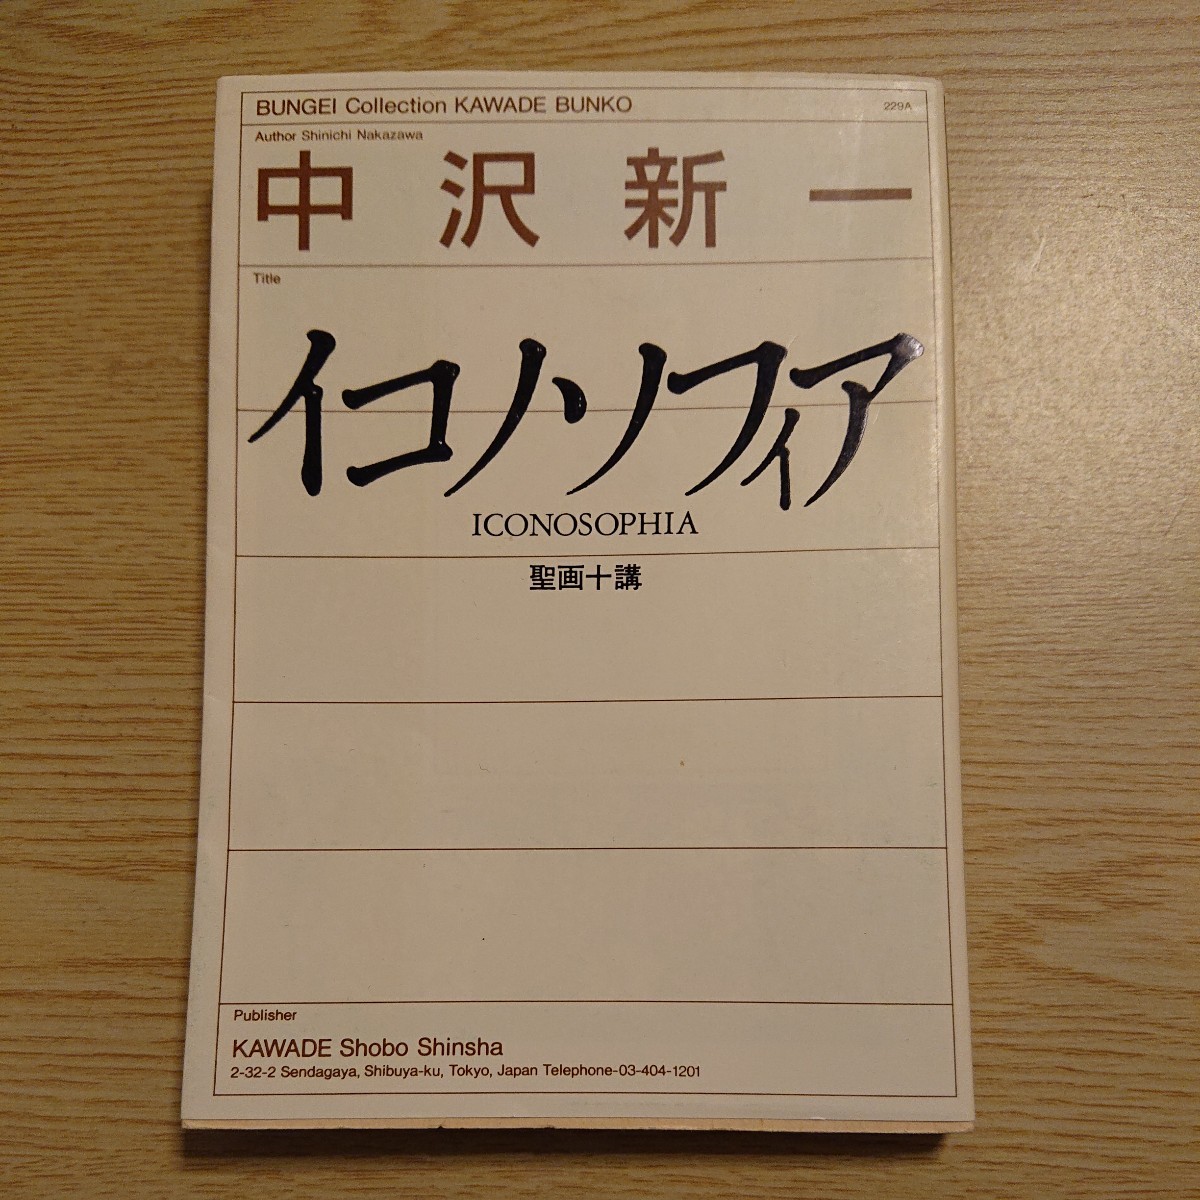 BUNGEI Collection KAWADE BUNKO 229A
Author Shinichi Nakazawa
中沢新一
Title
イコノソフィア
ICONOSOPHIA
聖画十講
Publisher
KAWADE Shobo Shinsha
2-32-2 Sendagaya, Shibuya-ku, Tokyo, Japan Telephone-03-404-1201